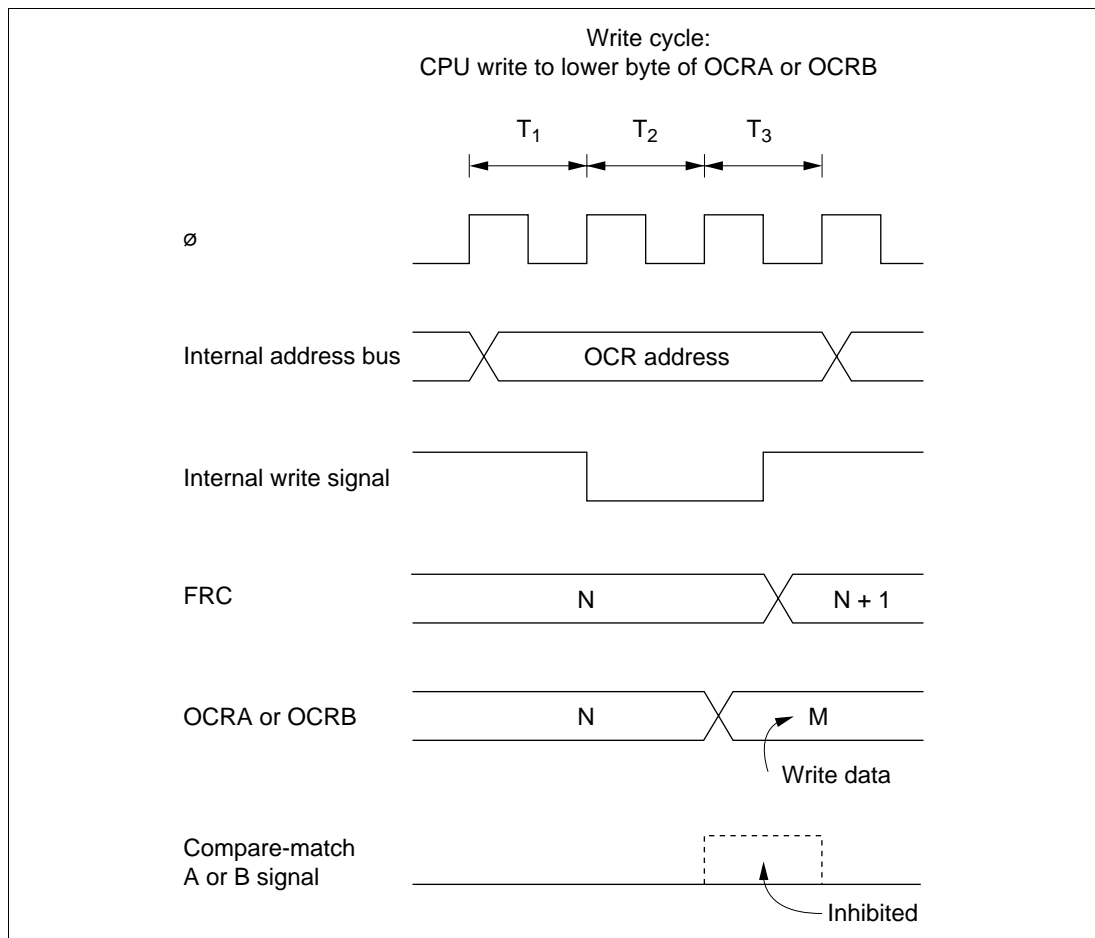 Write cycle:
CPU write to lower byte of OCRA or OCRB
T1 T2 T3
ø
Internal address bus
OCR address
Internal write signal
FRC
N
N + 1
OCRA or OCRB
N
M
Write data
Compare-match
A or B signal
Inhibited